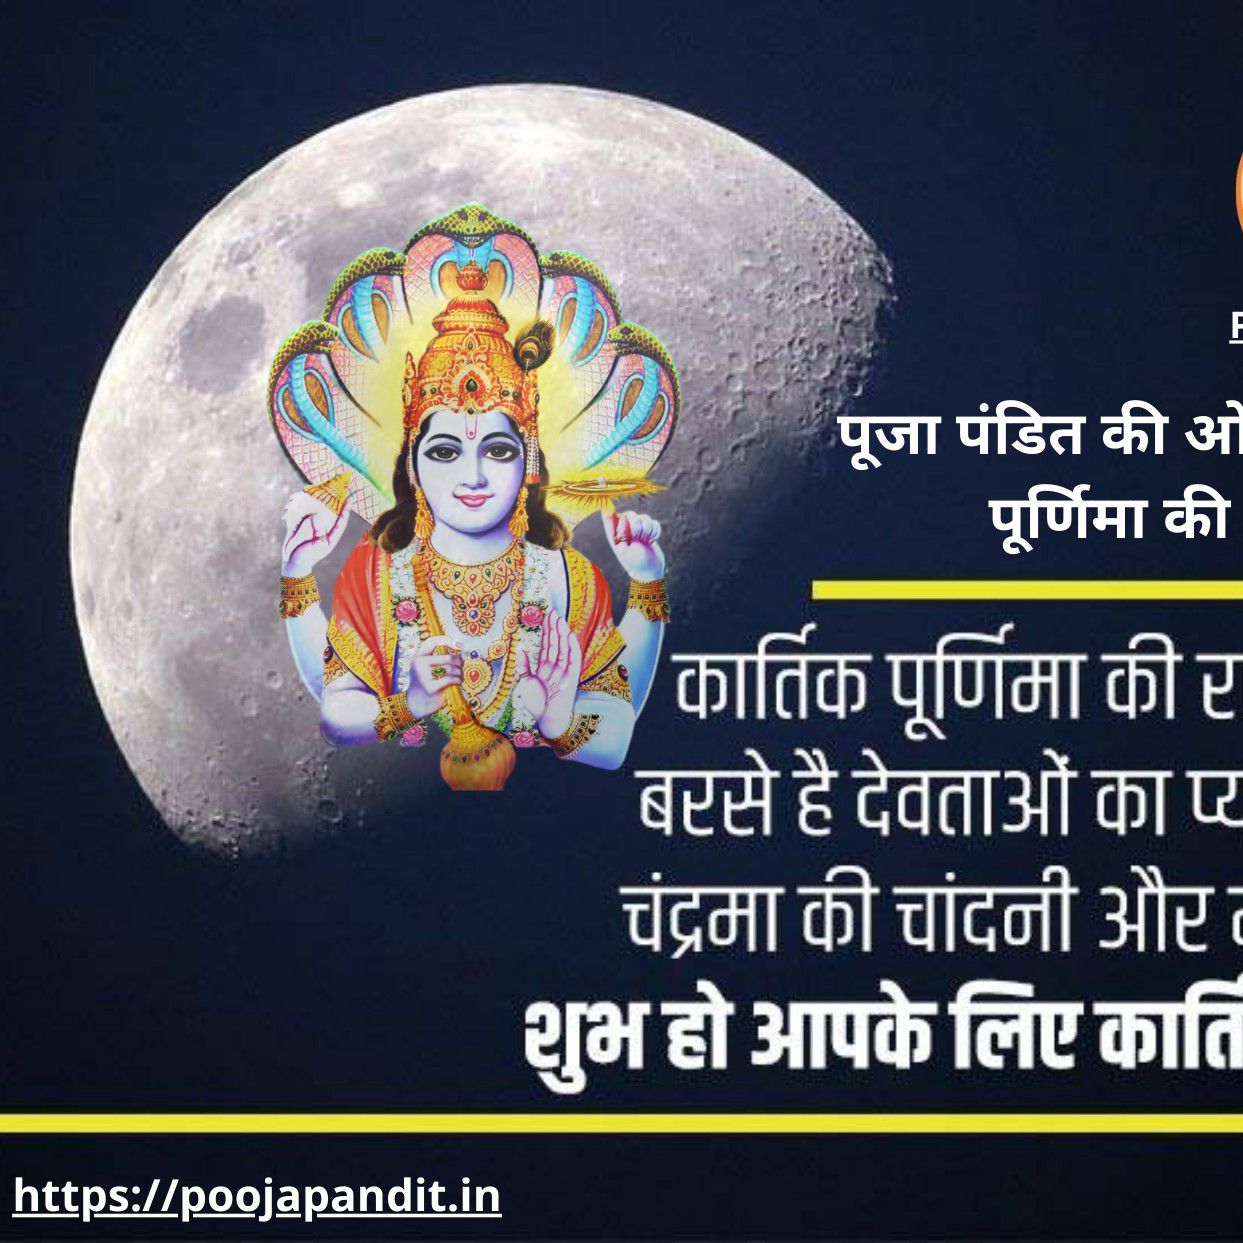 पूजा पंडित की
पूर्णिमा की
कार्तिक पूर्णिमा की
बरसे है देवताओं का
चंद्रमा की चांदनी और
शुभ हो आपके लिए
https://poojapandit.in